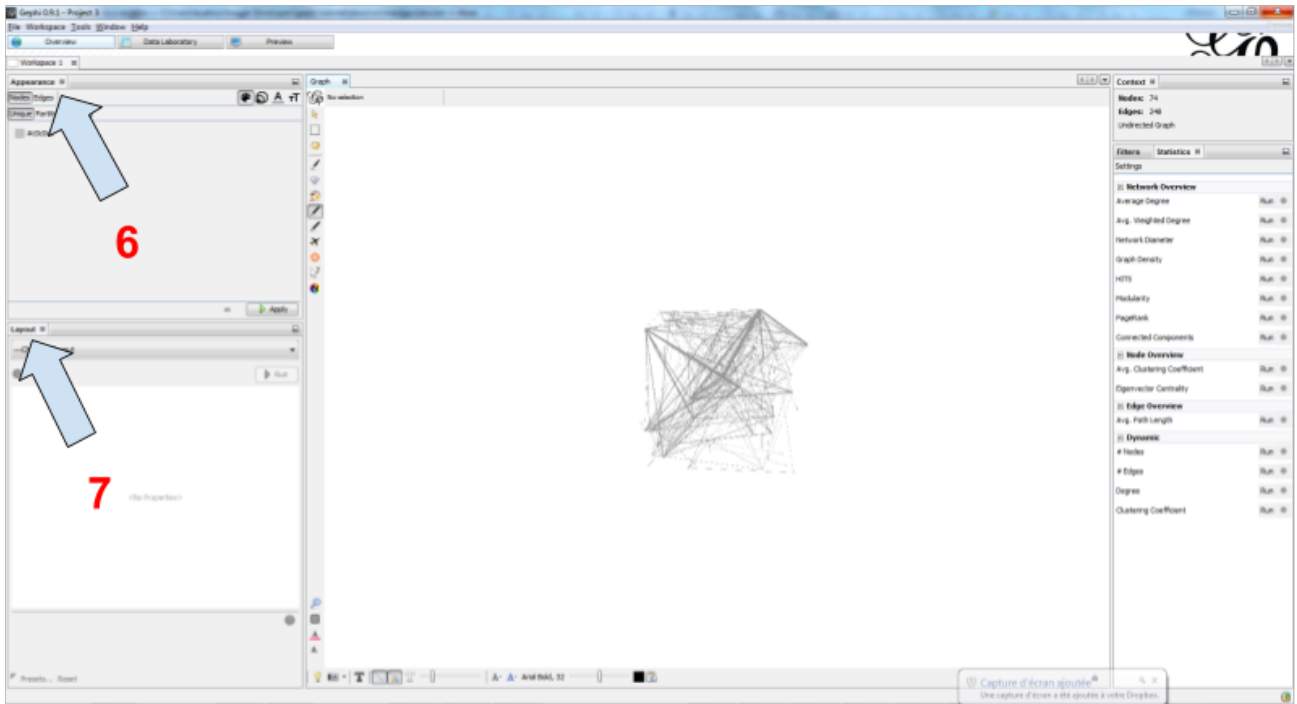 Gephi 0.9.1 - Project 3
File Workspace Tools Window Help
Overview Data Laboratory Preview
Workspace 1
Appearance
Nodes Edges
Unique
6
Apply
Layout
Run
7
<No Properties>
Presets... Reset
Graph
No selection
Arial Bold, 32
Context
Nodes: 74
Edges: 248
Undirected Graph
Filters Statistics
Settings
Network Overview
Average Degree Run
Avg. Weighted Degree Run
Network Diameter Run
Graph Density Run
HITS Run
Modularity Run
PageRank Run
Connected Components Run
Node Overview
Avg. Clustering Coefficient Run
Eigenvector Centrality Run
Edge Overview
Avg. Path Length Run
Dynamic
# Nodes Run
# Edges Run
Degree Run
Clustering Coefficient Run
Capture d'écran ajoutée
Une capture d'écran a été ajoutée à votre Dropbox.